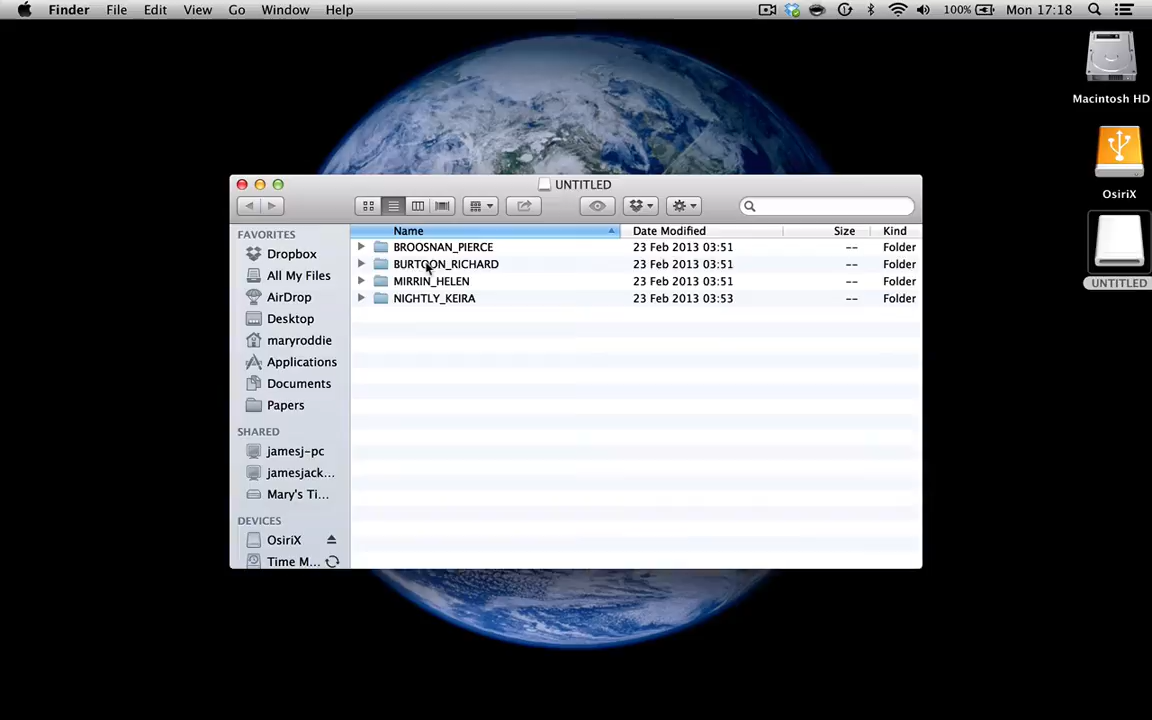 Finder File Edit View Go Window Help 100% Mon 17:18
Macintosh HD
OsiriX
UNTITLED
UNTITLED
FAVORITES
Dropbox
All My Files
AirDrop
Desktop
maryroddie
Applications
Documents
Papers
SHARED
jamesj-pc
jamesjack...
Mary's Ti...
DEVICES
OsiriX
Time M...
Name Date Modified Size Kind
BROOSNAN_PIERCE 23 Feb 2013 03:51 -- Folder
BURTOON_RICHARD 23 Feb 2013 03:51 -- Folder
MIRRIN_HELEN 23 Feb 2013 03:51 -- Folder
NIGHTLY_KEIRA 23 Feb 2013 03:53 -- Folder